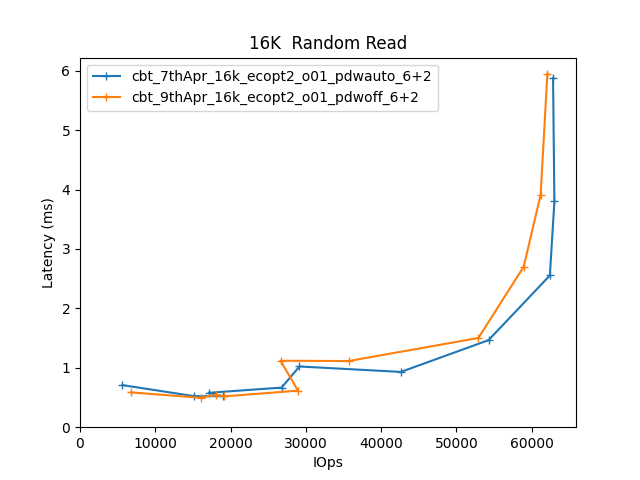 16K  Random Read
cbt_7thApr_16k_ecopt2_o01_pdwauto_6+2
cbt_9thApr_16k_ecopt2_o01_pdwoff_6+2
Latency (ms)
6
5
4
3
2
1
0
0 10000 20000 30000 40000 50000 60000
IOps